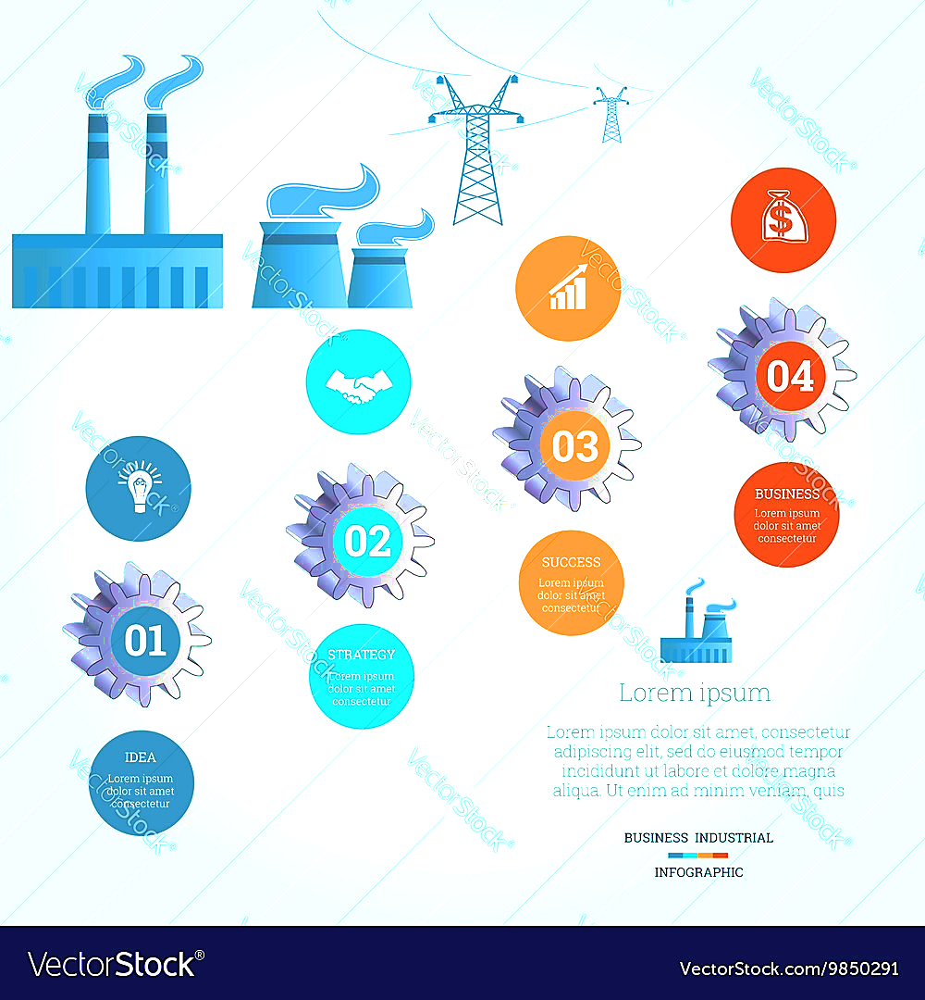 04
03
BUSINESS
Lorem ipsum
dolor sit amet
consectetur
02
SUCCESS
Lorem ipsum
dolor sit amet
consectetur
01
STRATEGY
Lorem ipsum
dolor sit amet
consectetur
IDEA
Lorem ipsum
dolor sit amet
consectetur
Lorem ipsum
Lorem ipsum dolor sit amet, consectetur
adipiscing elit, sed do eiusmod tempor
incididunt ut labore et dolore magna
aliqua. Ut enim ad minim veniam, quis
BUSINESS INDUSTRIAL
INFOGRAPHIC
VectorStock®
VectorStock.com/9850291